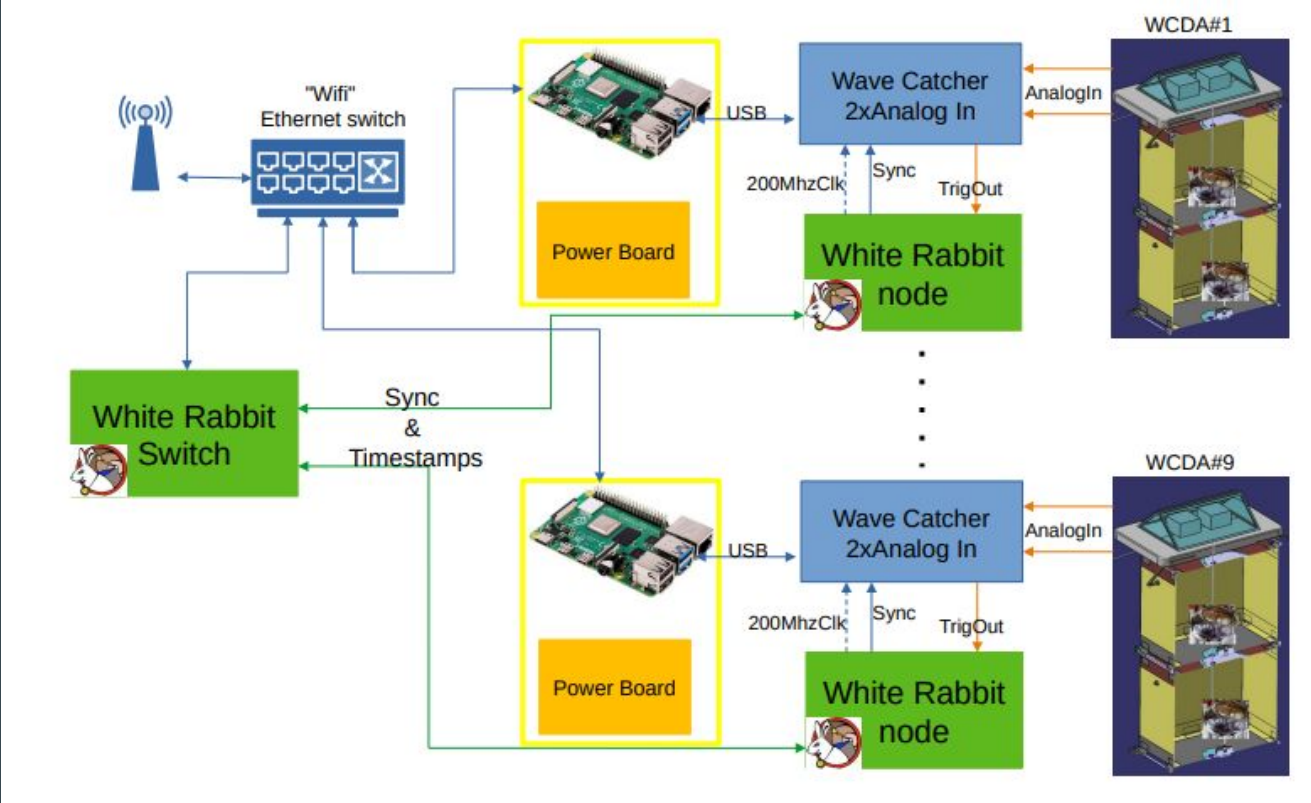 WCDA#1
"Wifi"
Ethernet switch
Wave Catcher
2xAnalog In
AnalogIn
USB
200MhzClk
Sync
TrigOut
Power Board
White Rabbit
node
White Rabbit
Switch
Sync
&
Timestamps
WCDA#9
Wave Catcher
2xAnalog In
AnalogIn
USB
200MhzClk
Sync
TrigOut
Power Board
White Rabbit
node